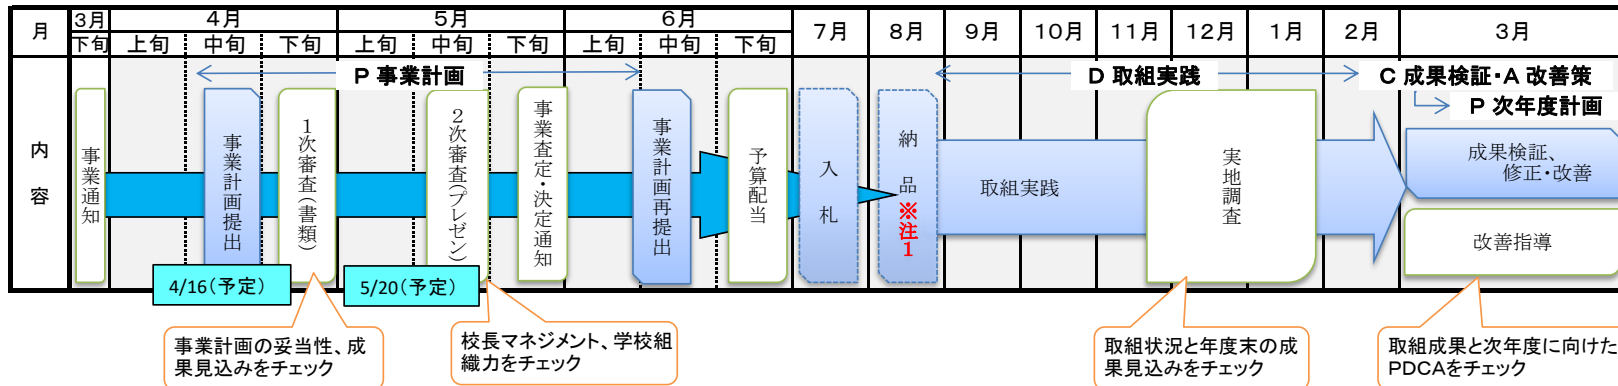 月
3月
4月
5月
6月
7月
8月
9月
10月
11月
12月
1月
2月
3月
下旬
上旬
中旬
下旬
上旬
中旬
下旬
上旬
中旬
下旬
内容
P 事業計画
D 取組実践
C 成果検証・A 改善策
P 次年度計画
事業通知
事業計画提出
1次審査(書類)
2次審査(プレゼン)
事業査定・決定通知
事業計画再提出
予算配当
入札
納品※注1
取組実践
実地調査
成果検証、
修正・改善
改善指導
4/16(予定)
5/20(予定)
事業計画の妥当性、成
果見込みをチェック
校長マネジメント、学校組
織力をチェック
取組状況と年度末の成
果見込みをチェック
取組成果と次年度に向けた
PDCAをチェック